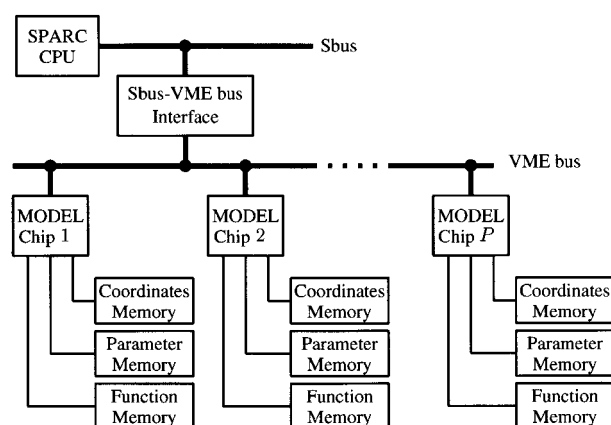 SPARC
CPU
Sbus
Sbus-VME bus
Interface
VME bus
MODEL
Chip 1
MODEL
Chip 2
MODEL
Chip P
Coordinates
Memory
Coordinates
Memory
Coordinates
Memory
Parameter
Memory
Parameter
Memory
Parameter
Memory
Function
Memory
Function
Memory
Function
Memory